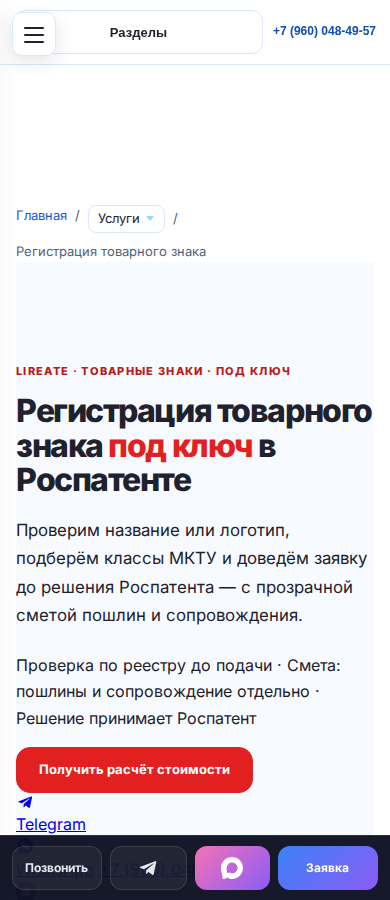 Разделы
+7 (960) 048-49-57
Главная / Услуги /
Регистрация товарного знака
LIREATE · ТОВАРНЫЕ ЗНАКИ · ПОД КЛЮЧ
Регистрация товарного
знака под ключ в
Роспатенте
Проверим название или логотип,
подберём классы МКТУ и доведём заявку
до решения Роспатента — с прозрачной
сметой пошлин и сопровождения.
Проверка по реестру до подачи · Смета:
пошлины и сопровождение отдельно ·
Решение принимает Роспатент
Получить расчёт стоимости
Telegram
Позвонить
Заявка